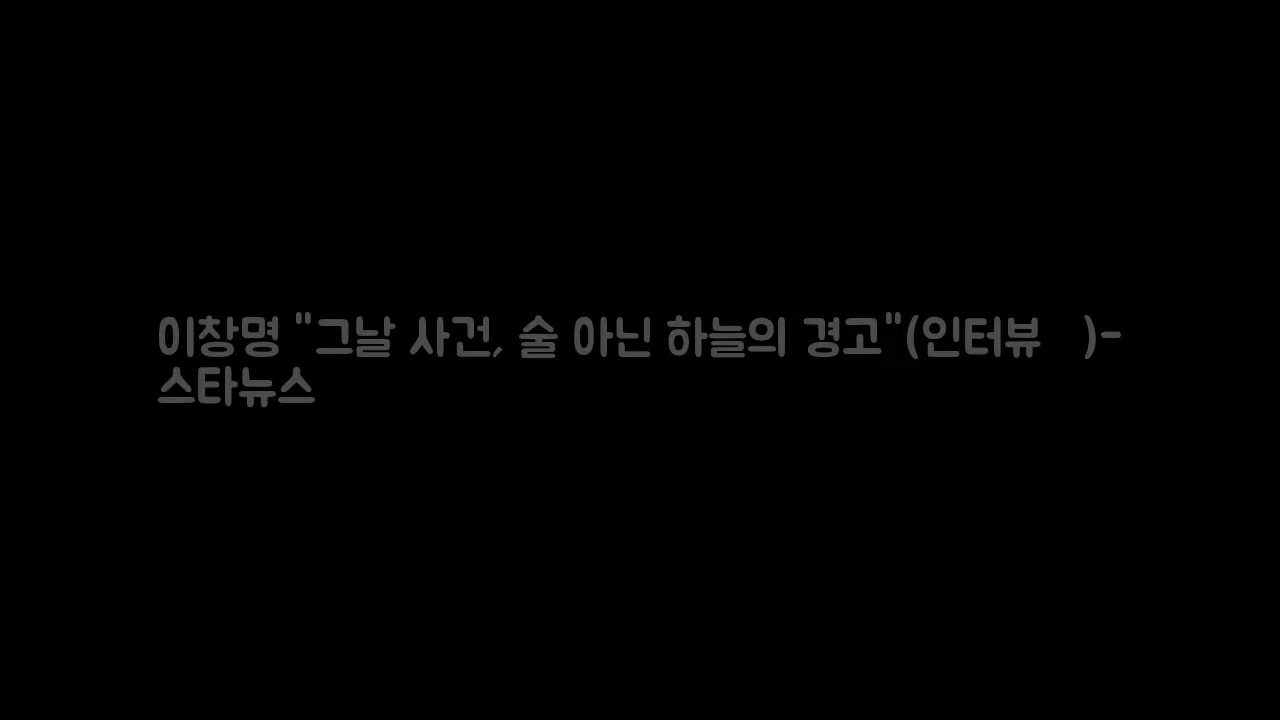 이창명 "그날 사건, 술 아닌 하늘의 경고"(인터뷰   )-
스타뉴스